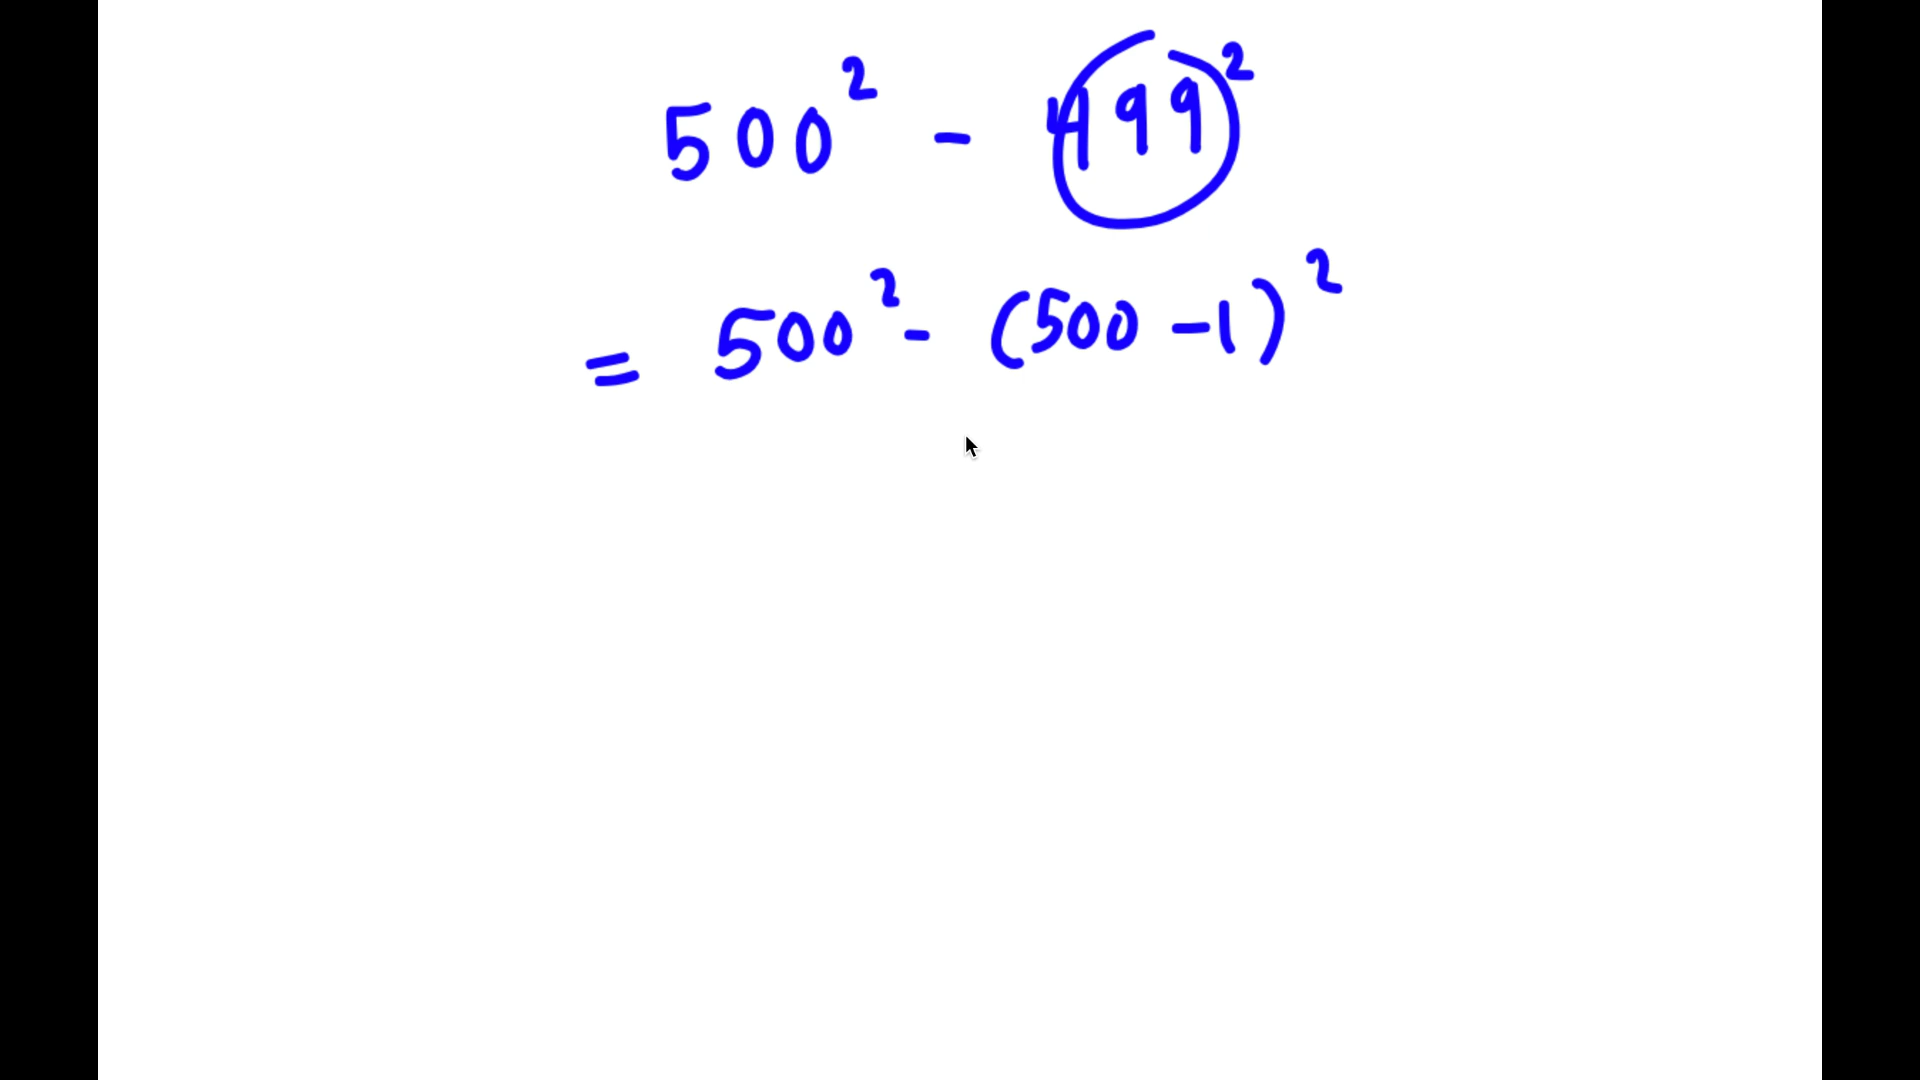 500² - 499²
= 500² - (500 - 1)²